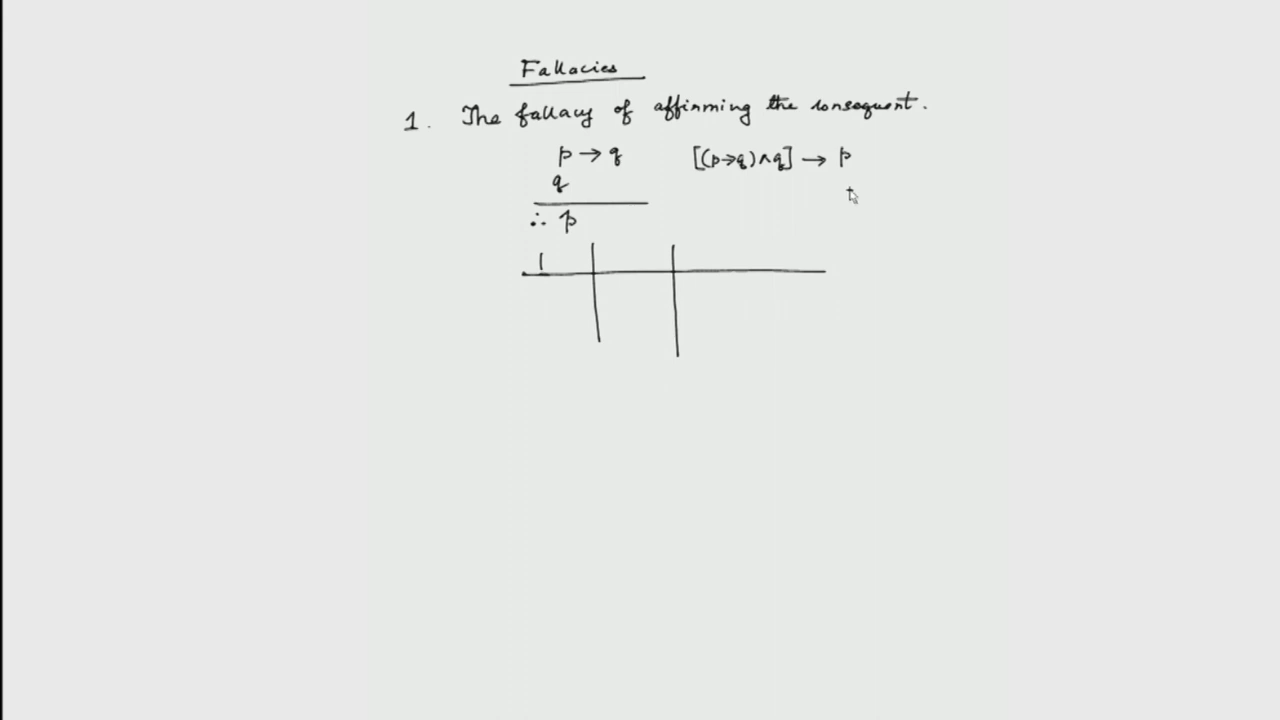 Fallacies
1. The fallacy of affirming the consequent.
p → q [(p→q)∧q] → p
q
∴ p